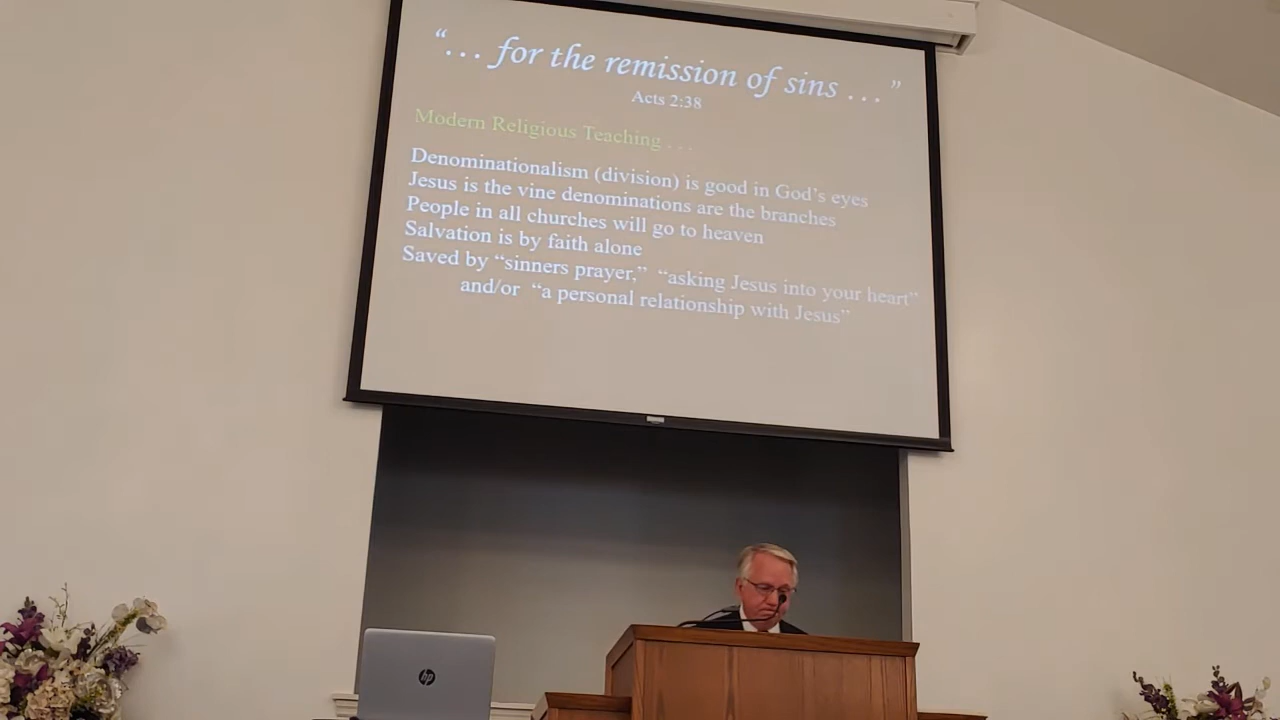 “... for the remission of sins ...”
Acts 2:38
Modern Religious Teaching . . .
Denominationalism (division) is good in God’s eyes
Jesus is the vine denominations are the branches
People in all churches will go to heaven
Salvation is by faith alone
Saved by “sinners prayer,” “asking Jesus into your heart”
and/or “a personal relationship with Jesus”
hp